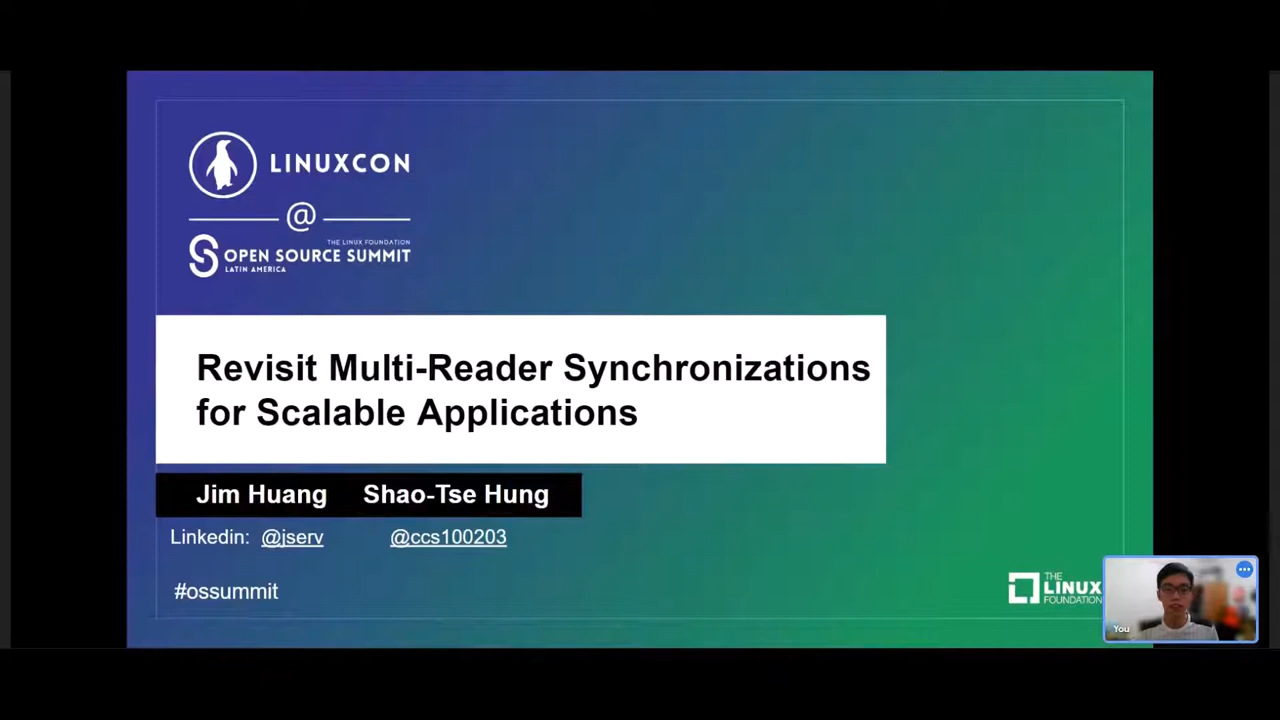 LINUXCON
@
THE LINUX FOUNDATION
OPEN SOURCE SUMMIT
LATIN AMERICA
Revisit Multi-Reader Synchronizations
for Scalable Applications
Jim Huang Shao-Tse Hung
Linkedin: @jserv @ccs100203
#ossummit
THE
LINUX
FOUNDATION
You